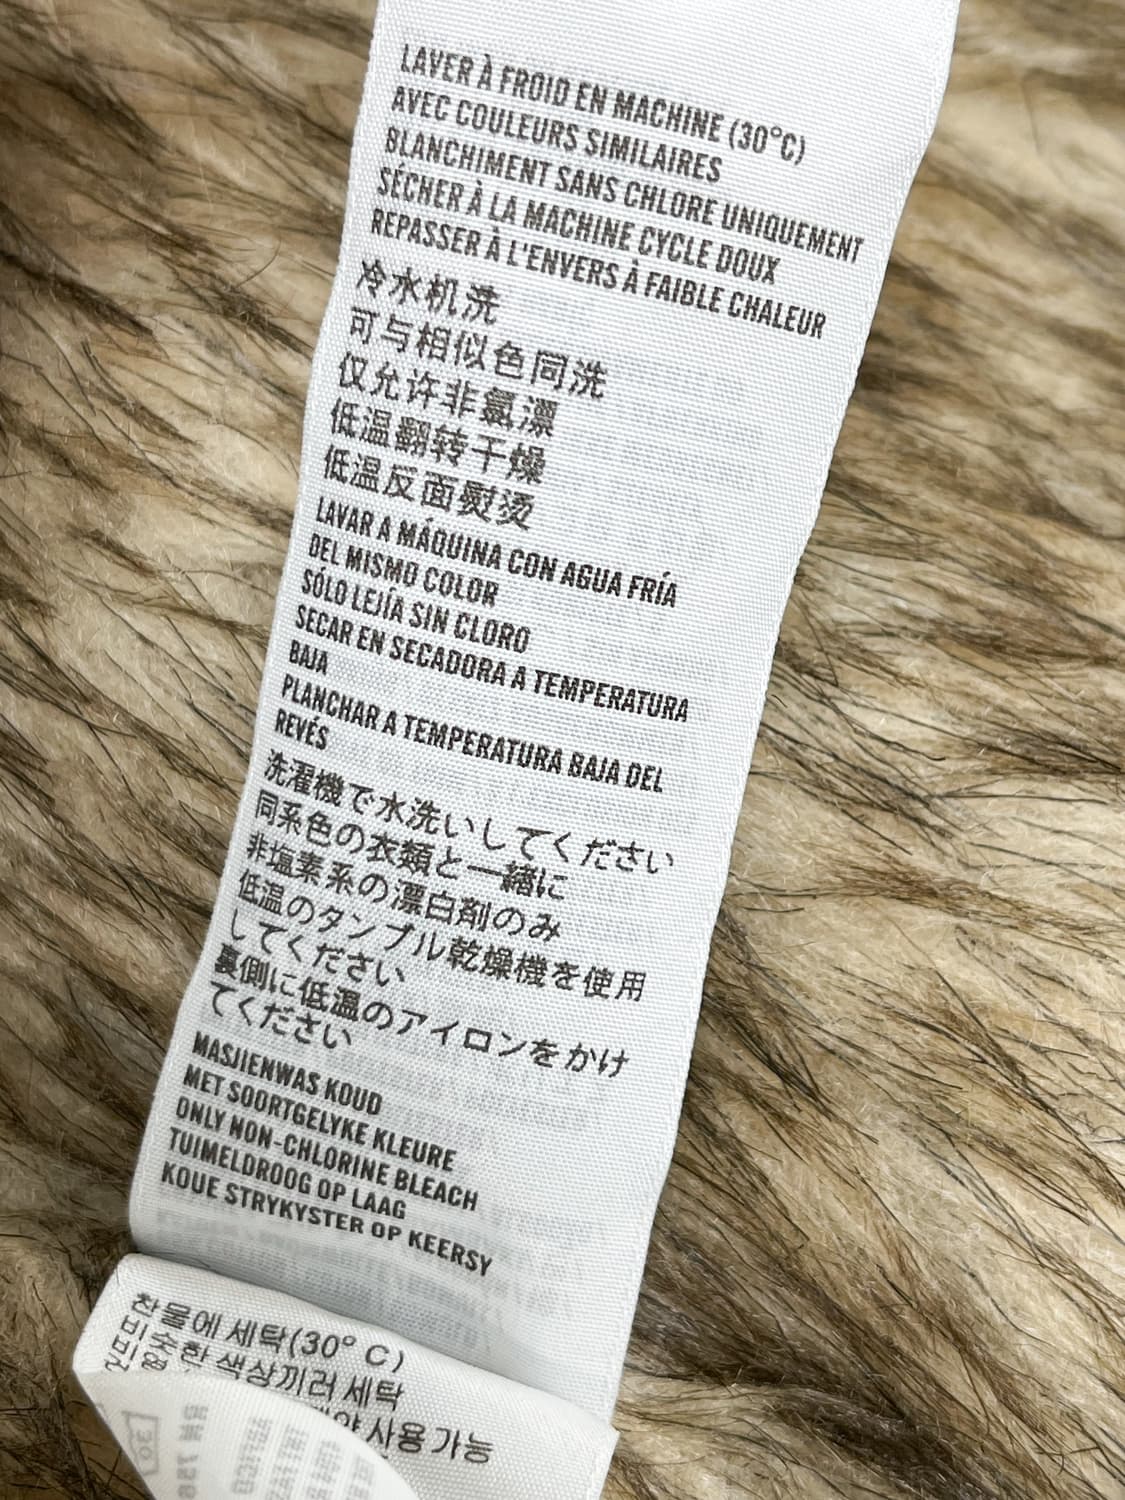 LAVER À FROID EN MACHINE (30°C)
AVEC COULEURS SIMILAIRES
BLANCHIMENT SANS CHLORE UNIQUEMENT
SÉCHER À LA MACHINE CYCLE DOUX
REPASSER À L'ENVERS À FAIBLE CHALEUR
冷水机洗
可与相似色同洗
仅允许非氯漂
低温翻转干燥
低温反面熨烫
LAVAR A MÁQUINA CON AGUA FRÍA
DEL MISMO COLOR
SÓLO LEJÍA SIN CLORO
SECAR EN SECADORA A TEMPERATURA
BAJA
PLANCHAR A TEMPERATURA BAJA DEL
REVÉS
洗濯機で水洗いしてください
同系色の衣類と一緒に
非塩素系の漂白剤のみ
低温のタンブル乾燥機を使用
してください
裏側に低温のアイロンをかけ
てください
MASJIENWAS KOUD
MET SOORTGELYKE KLEURE
ONLY NON-CHLORINE BLEACH
TUIMELDROOG OP LAAG
KOUE STRYKYSTER OP KEERSY
찬물에 세탁(30° C)
비슷한 색상끼리 세탁
사용 가능